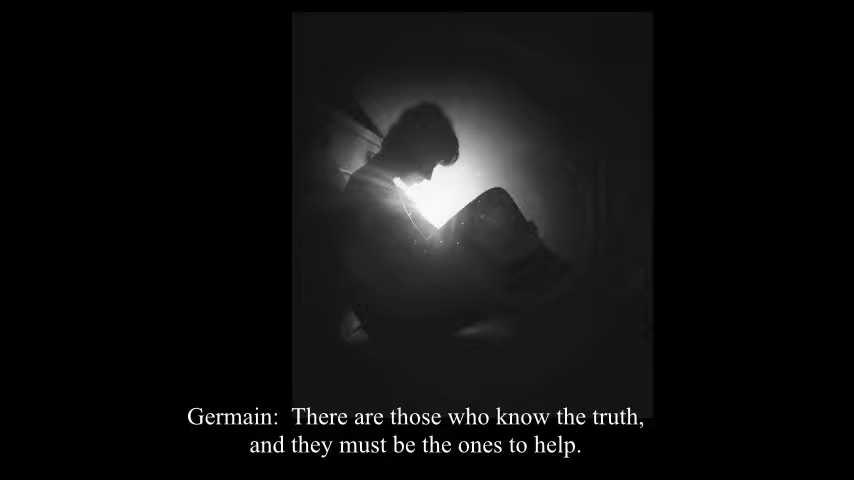 Germain:  There are those who know the truth,
and they must be the ones to help.